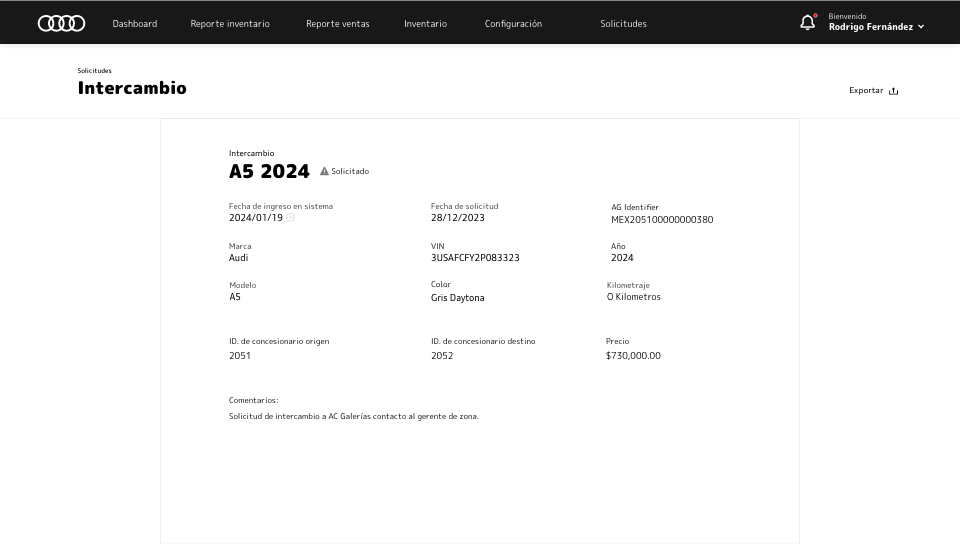 Dashboard Reporte inventario Reporte ventas Inventario Configuración Solicitudes
Bienvenido
Rodrigo Fernández
Solicitudes
Intercambio
Exportar
Intercambio
A5 2024 Solicitado
Fecha de ingreso en sistema Fecha de solicitud AG Identifier
2024/01/19 28/12/2023 MEX205100000000380
Marca VIN Año
Audi 3USAFCFY2P083323 2024
Modelo Color Kilometraje
A5 Gris Daytona 0 Kilometros
ID. de concesionario origen ID. de concesionario destino Precio
2051 2052 $730,000.00
Comentarios:
Solicitud de intercambio a AC Galerías contacto al gerente de zona.